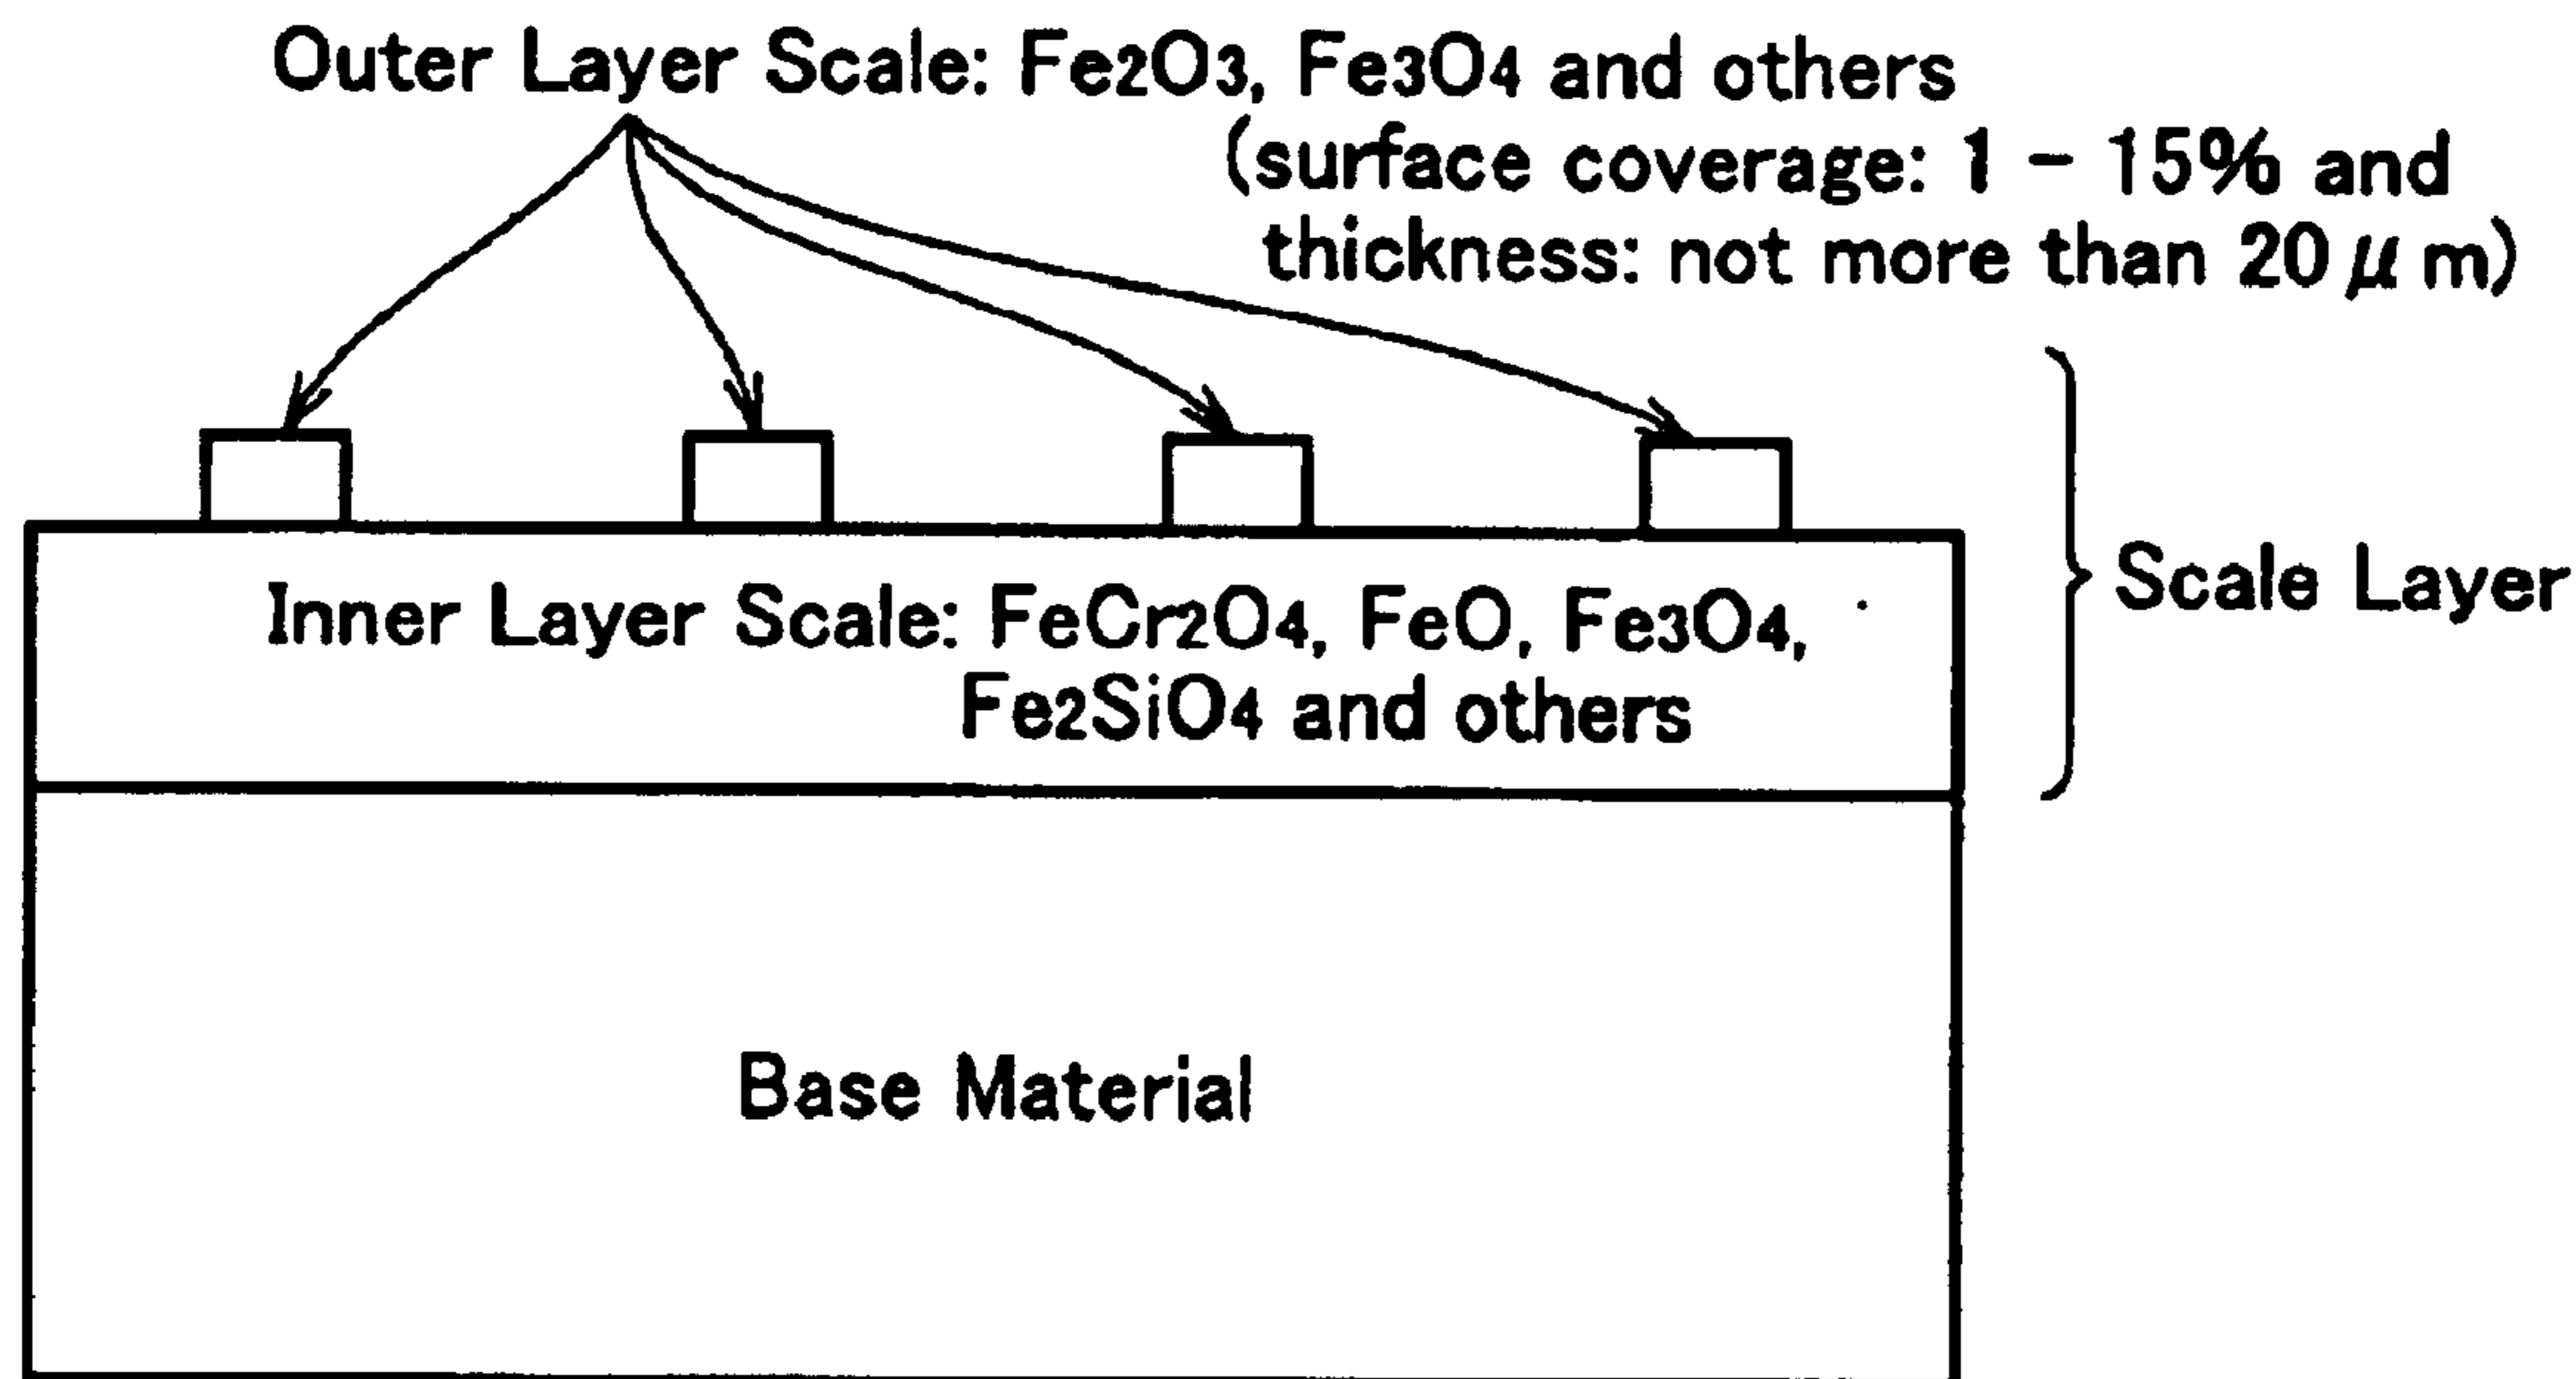 Outer Layer Scale: Fe2O3, Fe3O4 and others
(surface coverage: 1 – 15% and
thickness: not more than 20 μ m)
Scale Layer
Inner Layer Scale: FeCr2O4, FeO, Fe3O4,
Fe2SiO4 and others
Base Material